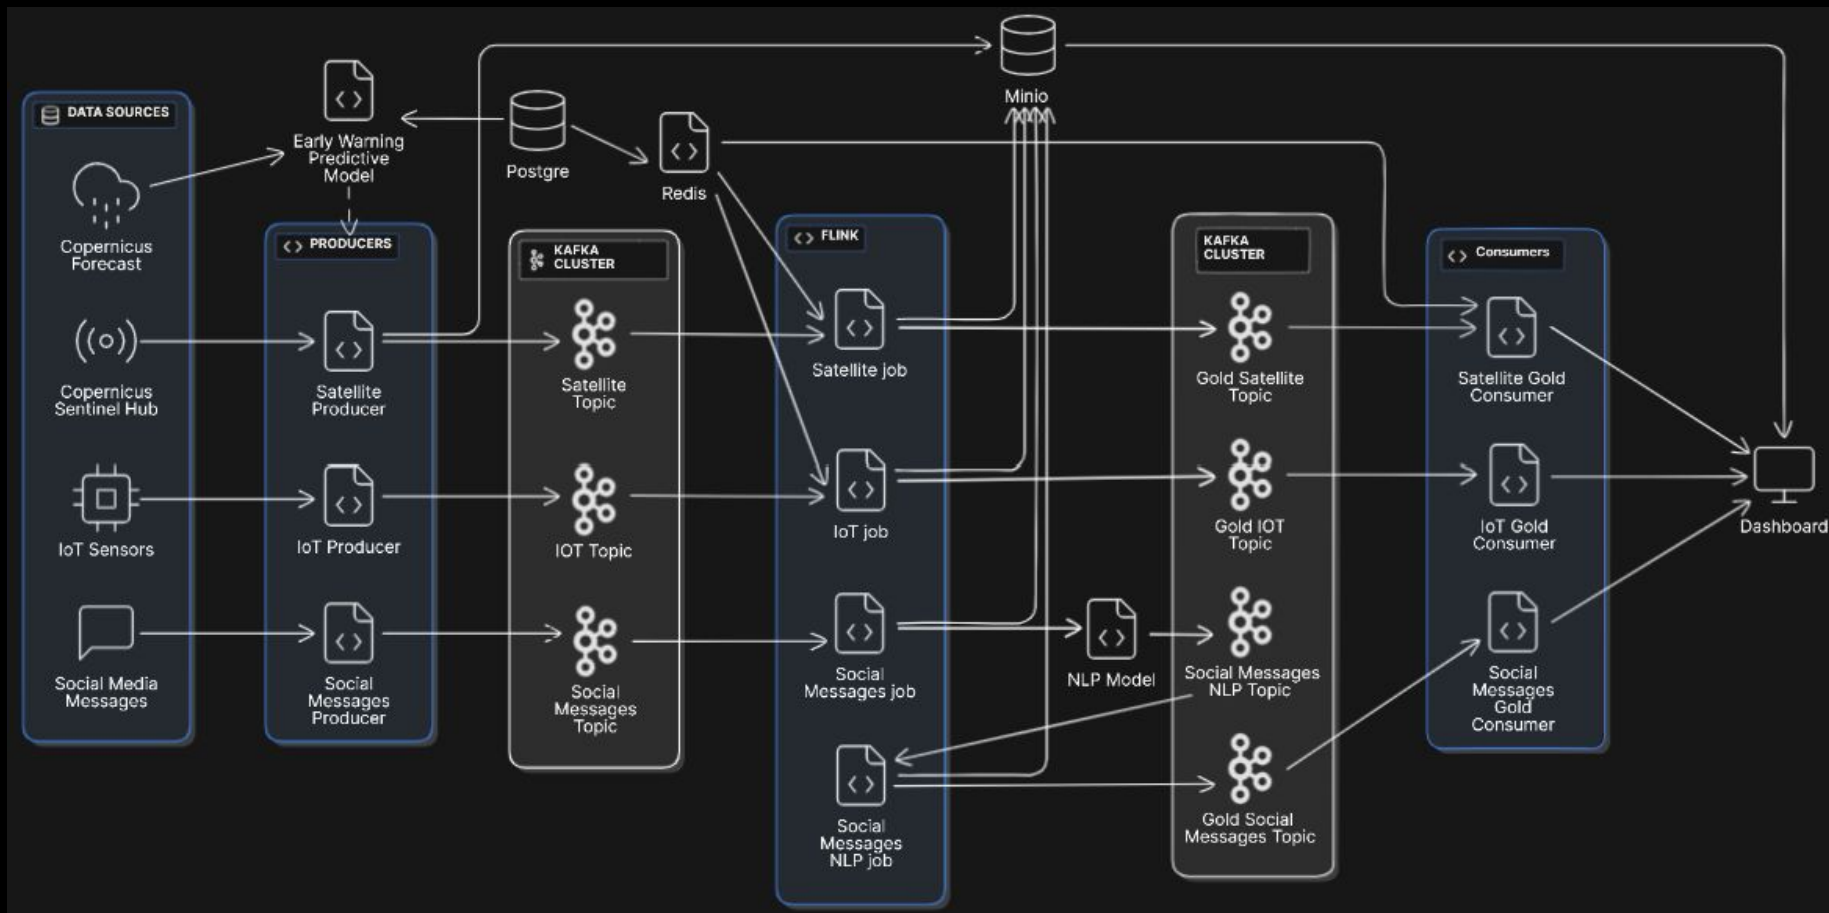 Minio
DATA SOURCES
Copernicus
Forecast
Copernicus
Sentinel Hub
IoT Sensors
Social Media
Messages
Early Warning
Predictive
Model
Postgre
Redis
PRODUCERS
Satellite
Producer
IoT Producer
Social
Messages
Producer
KAFKA
CLUSTER
Satellite
Topic
IOT Topic
Social
Messages
Topic
FLINK
Satellite job
IoT job
Social
Messages job
Social
Messages
NLP job
NLP Model
KAFKA
CLUSTER
Gold Satellite
Topic
Gold IOT
Topic
Social Messages
NLP Topic
Gold Social
Messages Topic
Consumers
Satellite Gold
Consumer
IoT Gold
Consumer
Social
Messages
Gold
Consumer
Dashboard